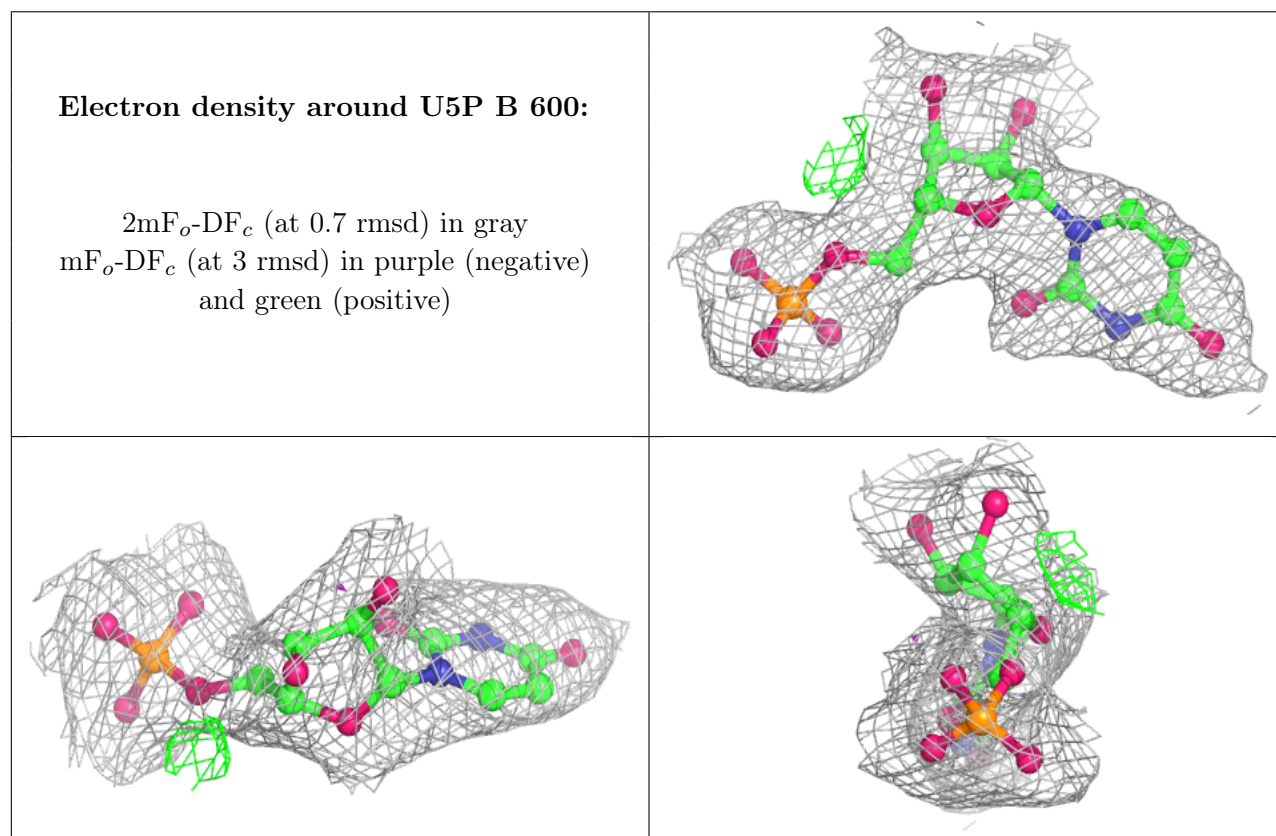 Electron density around U5P B 600:
2mFo-DFc (at 0.7 rmsd) in gray
mFo-DFc (at 3 rmsd) in purple (negative)
and green (positive)